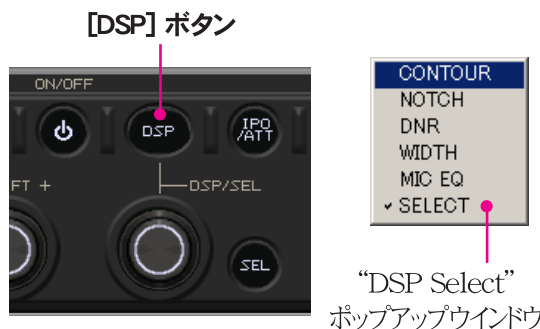 [DSP] ボタン
ON/OFF
DSP
IPO
/ATT
FT +
DSP/SEL
SEL
CONTOUR
NOTCH
DNR
WIDTH
MIC EQ
✓ SELECT
“DSP Select”
ポップアップウインドウ